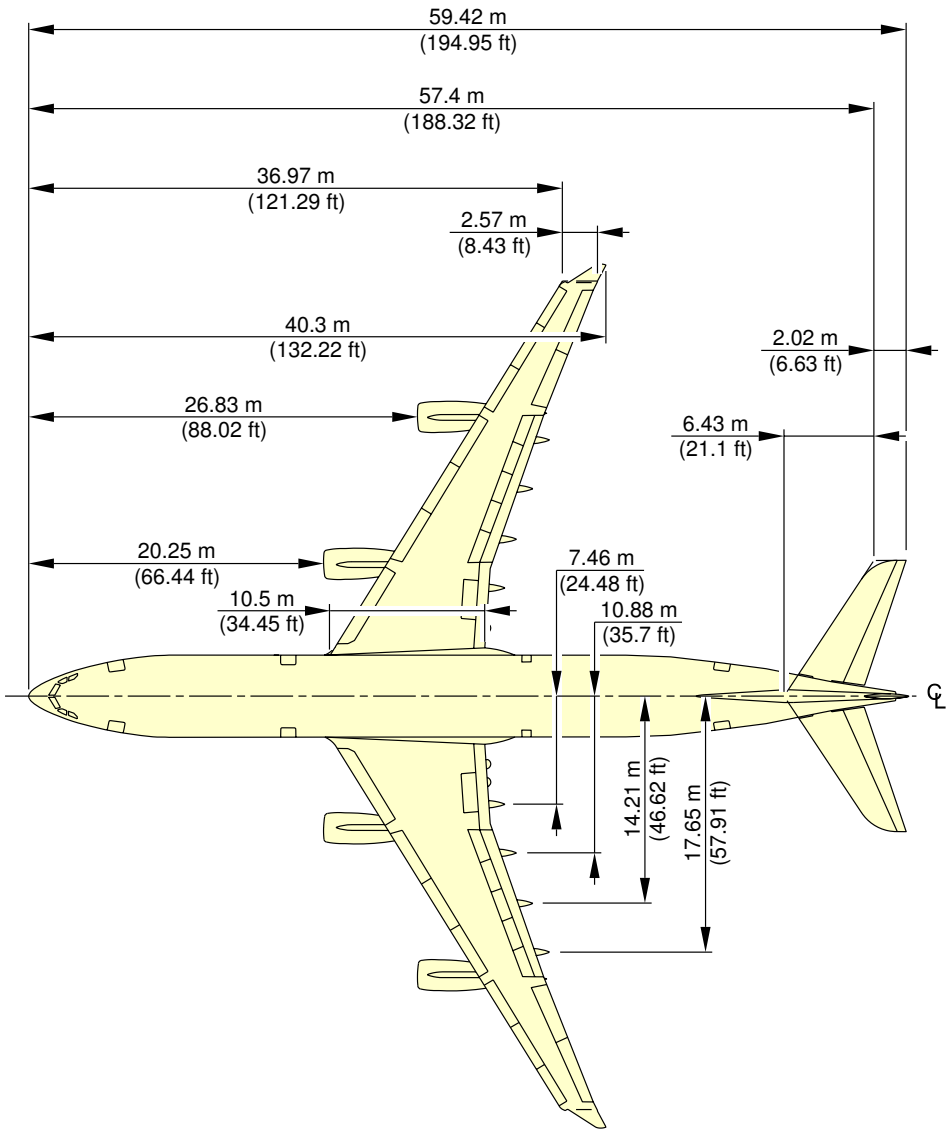 59.42 m
(194.95 ft)
57.4 m
(188.32 ft)
36.97 m
(121.29 ft)
2.57 m
(8.43 ft)
40.3 m
(132.22 ft)
2.02 m
(6.63 ft)
26.83 m
(88.02 ft)
6.43 m
(21.1 ft)
20.25 m
(66.44 ft)
7.46 m
(24.48 ft)
10.5 m
(34.45 ft)
10.88 m
(35.7 ft)
CL
14.21 m
(46.62 ft)
17.65 m
(57.91 ft)